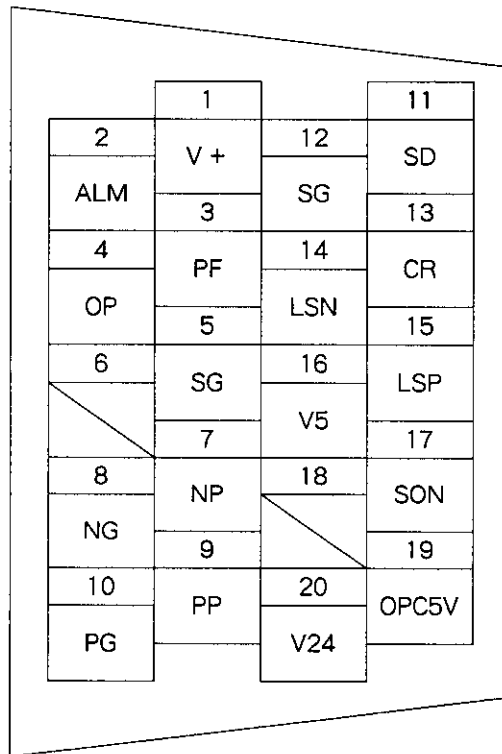 1 11
2 12
V + SD
ALM SG
3 13
4 14
PF CR
OP LSN
5 15
6 16
SG LSP
V5
7 17
8 18
NP SON
NG
9 19
10 20
PP OPC5V
PG V24